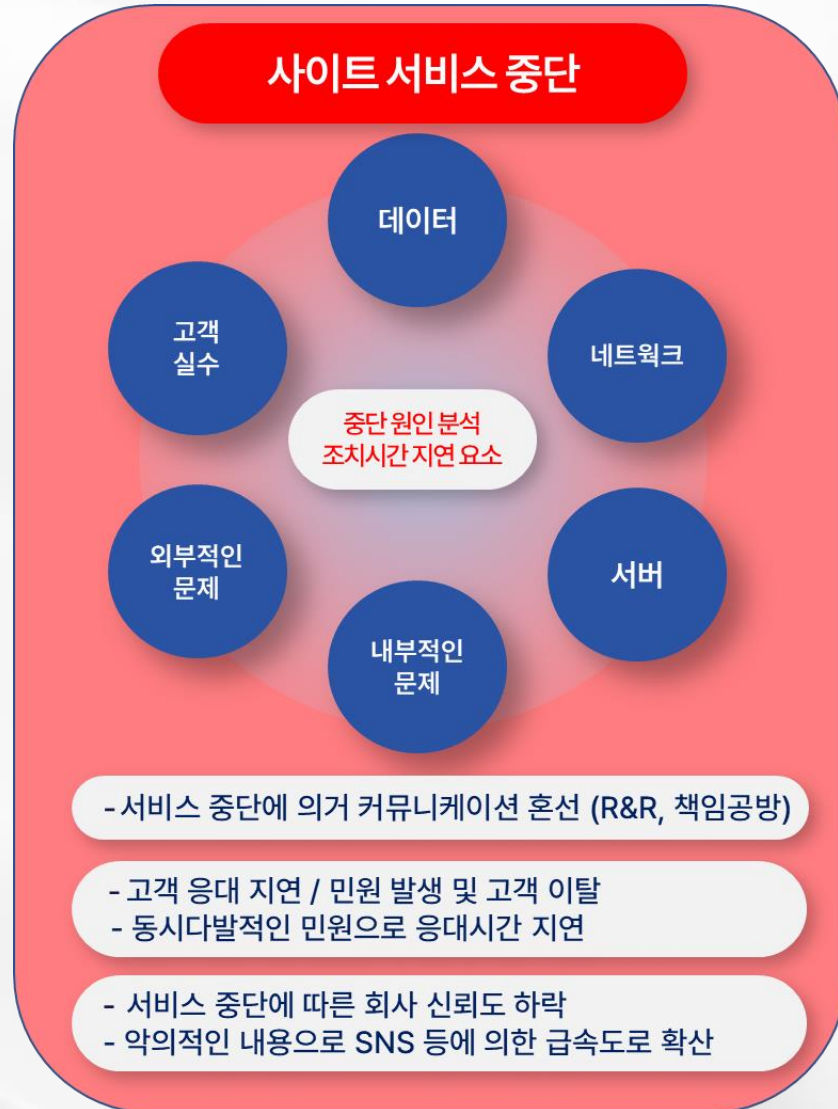 사이트 서비스 중단
데이터
고객
실수
네트웍크
중단 원인 분석
조치시간 지연 요소
외부적인
문제
서버
내부적인
문제
- 서비스 중단에 의거 커뮤니케이션 혼선 (R&R, 책임공방)
- 고객 응대 지연 / 민원 발생 및 고객 이탈
- 동시다발적인 민원으로 응대시간 지연
- 서비스 중단에 따른 회사 신뢰도 하락
- 악의적인 내용으로 SNS 등에 의한 급속도로 확산